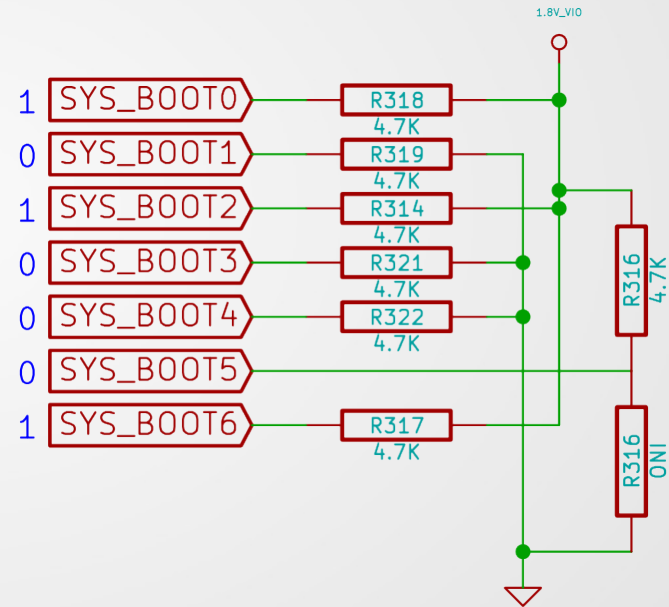 1.8V_VIO
1 SYS_BOOT0 R318
4.7K
0 SYS_BOOT1 R319
4.7K
1 SYS_BOOT2 R314
4.7K
0 SYS_BOOT3 R321
4.7K
0 SYS_BOOT4 R322
4.7K
0 SYS_BOOT5
1 SYS_BOOT6 R317
4.7K
R316
4.7K
R316
DNI